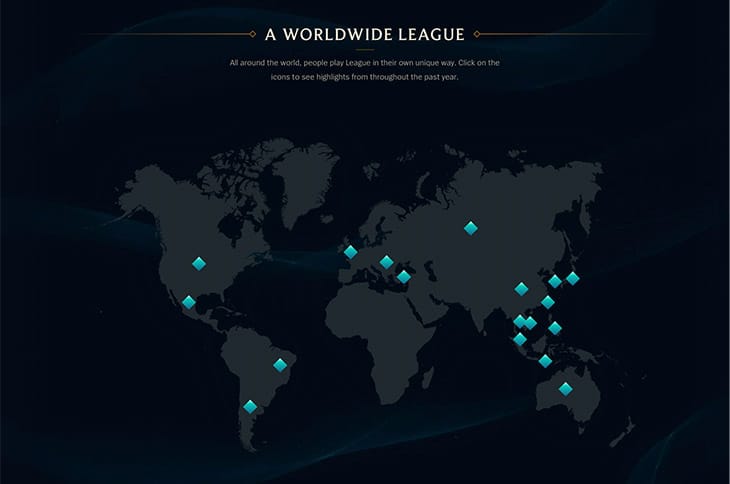 A WORLDWIDE LEAGUE
All around the world, people play League in their own unique way. Click on the
icons to see highlights from throughout the past year.